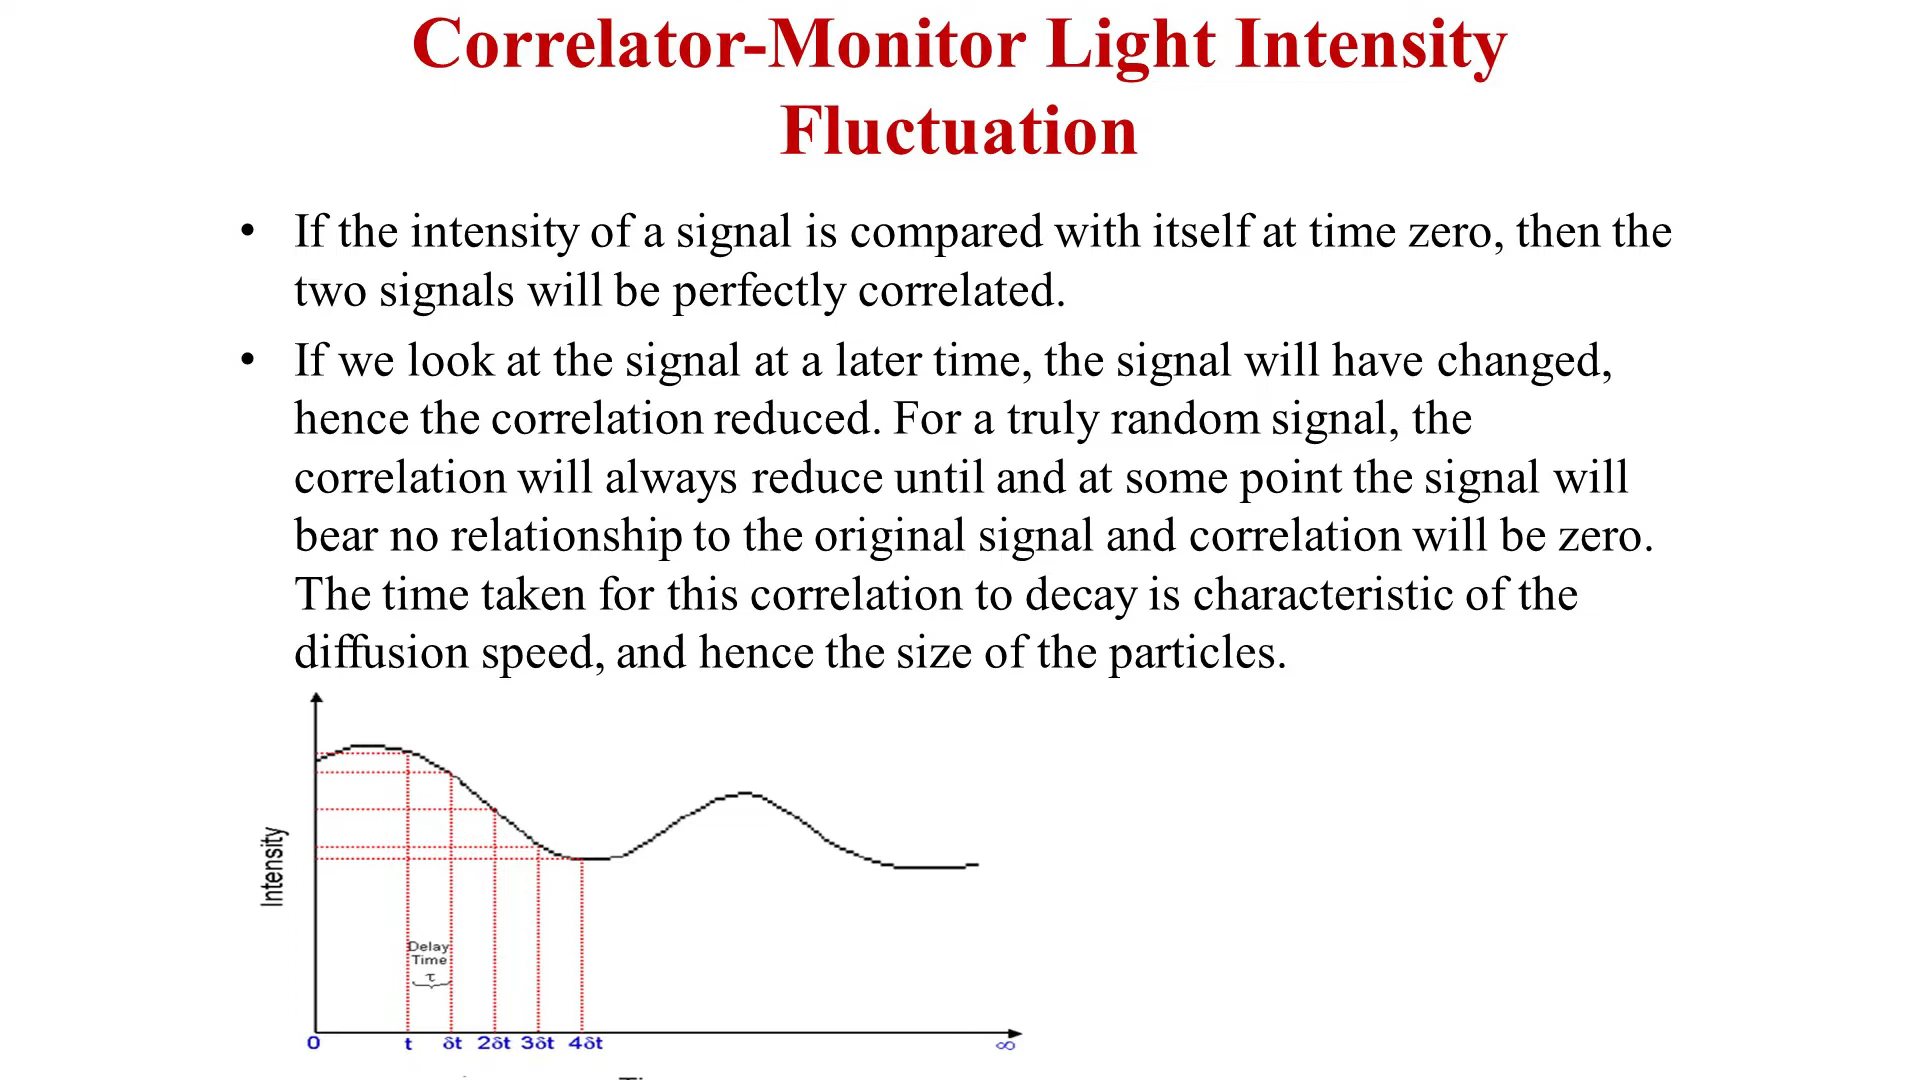 Correlator-Monitor Light Intensity
Fluctuation
• If the intensity of a signal is compared with itself at time zero, then the
two signals will be perfectly correlated.
• If we look at the signal at a later time, the signal will have changed,
hence the correlation reduced. For a truly random signal, the
correlation will always reduce until and at some point the signal will
bear no relationship to the original signal and correlation will be zero.
The time taken for this correlation to decay is characteristic of the
diffusion speed, and hence the size of the particles.
Intensity
Delay
Time
τ
0 t δt 2δt 3δt 4δt ∞